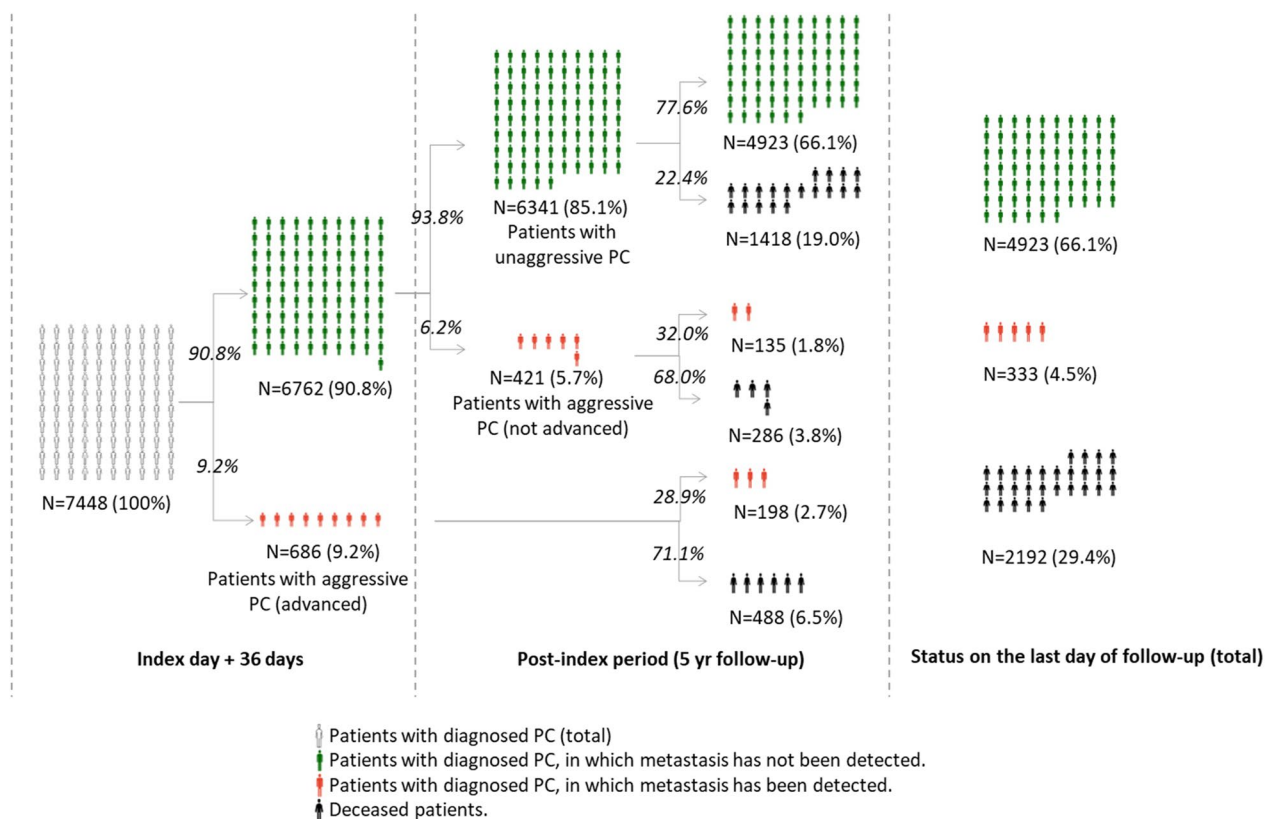 N=7448 (100%)
90.8%
9.2%
N=6762 (90.8%)
N=686 (9.2%)
Patients with aggressive
PC (advanced)
Index day + 36 days
93.8%
6.2%
N=6341 (85.1%)
Patients with
unaggressive PC
N=421 (5.7%)
Patients with aggressive
PC (not advanced)
77.6%
22.4%
N=4923 (66.1%)
N=1418 (19.0%)
32.0%
68.0%
N=135 (1.8%)
N=286 (3.8%)
28.9%
71.1%
N=198 (2.7%)
N=488 (6.5%)
Post-index period (5 yr follow-up)
N=4923 (66.1%)
N=333 (4.5%)
N=2192 (29.4%)
Status on the last day of follow-up (total)
Patients with diagnosed PC (total)
Patients with diagnosed PC, in which metastasis has not been detected.
Patients with diagnosed PC, in which metastasis has been detected.
Deceased patients.